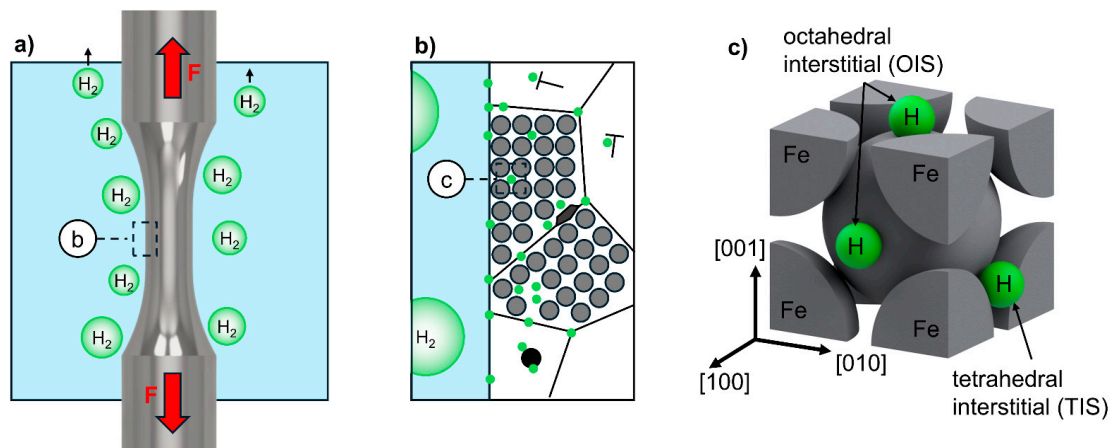 a)
F
H2
H2
H2
H2
H2
b
H2
H2
H2
H2
F
b)
c
H2
c)
octahedral
interstitial (OIS)
H
Fe
Fe
H
[001]
H
Fe
Fe
[010]
[100]
tetrahedral
interstitial (TIS)